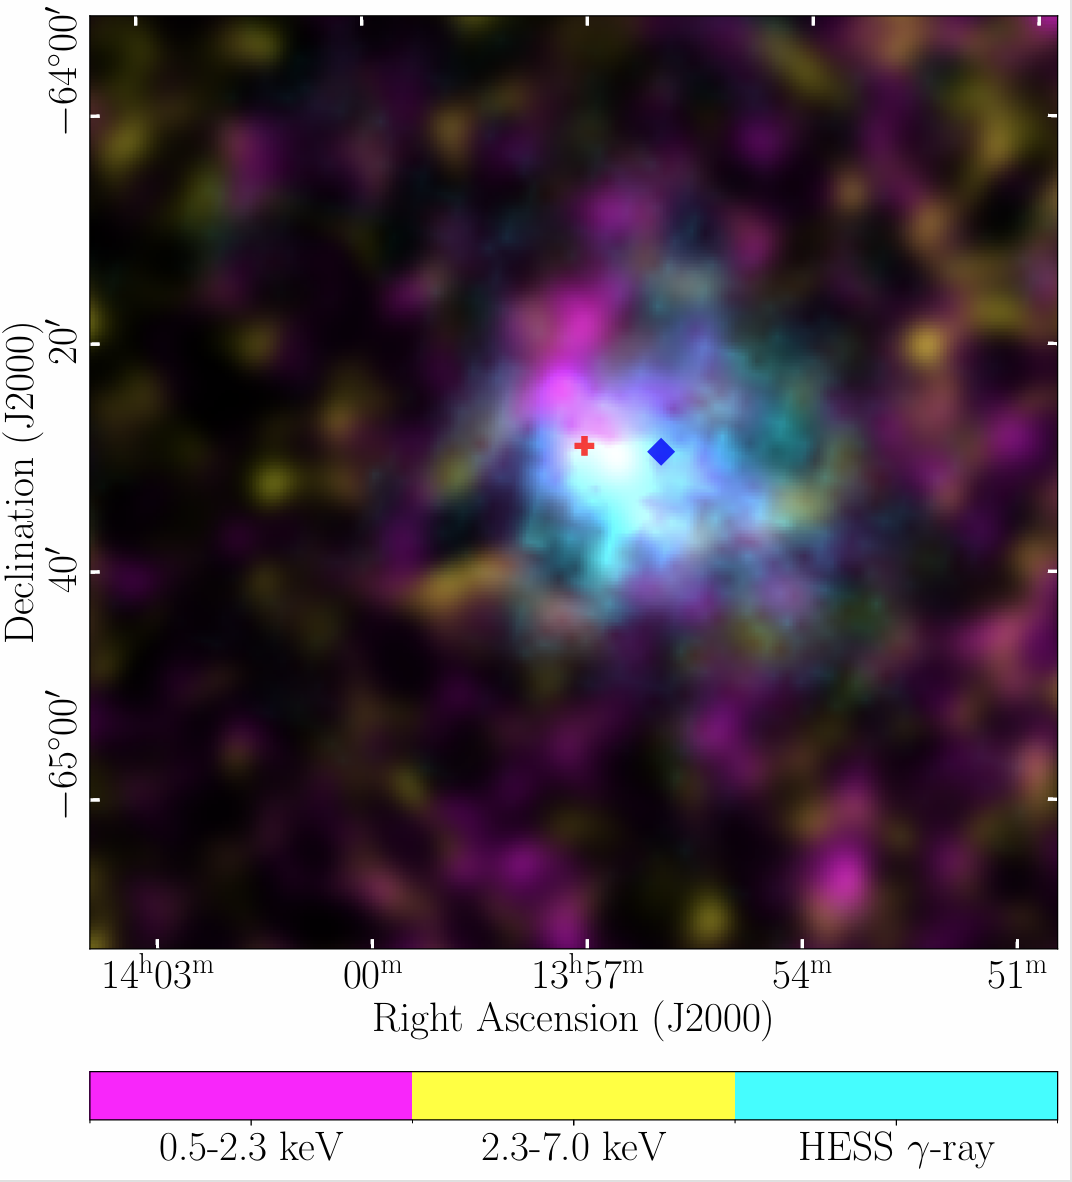 −64°00′
20′
40′
−65°00′
Declination (J2000)
14ʰ03ᵐ 00ᵐ 13ʰ57ᵐ 54ᵐ 51ᵐ
Right Ascension (J2000)
0.5-2.3 keV 2.3-7.0 keV HESS γ-ray